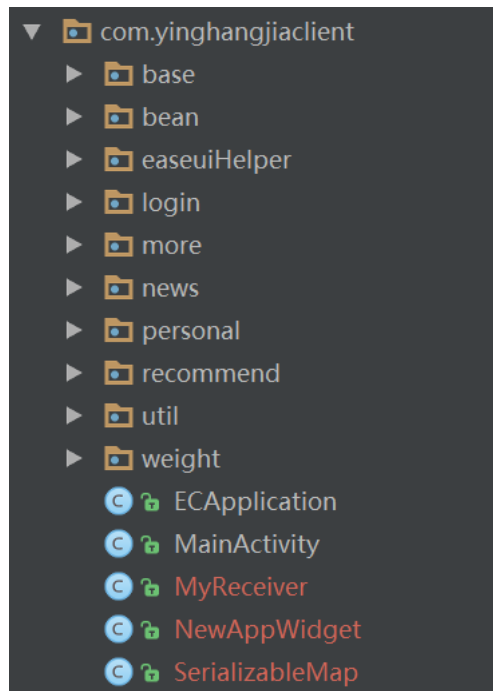 com.yinghangjiaclient
base
bean
easeuiHelper
login
more
news
personal
recommend
util
weight
ECApplication
MainActivity
MyReceiver
NewAppWidget
SerializableMap